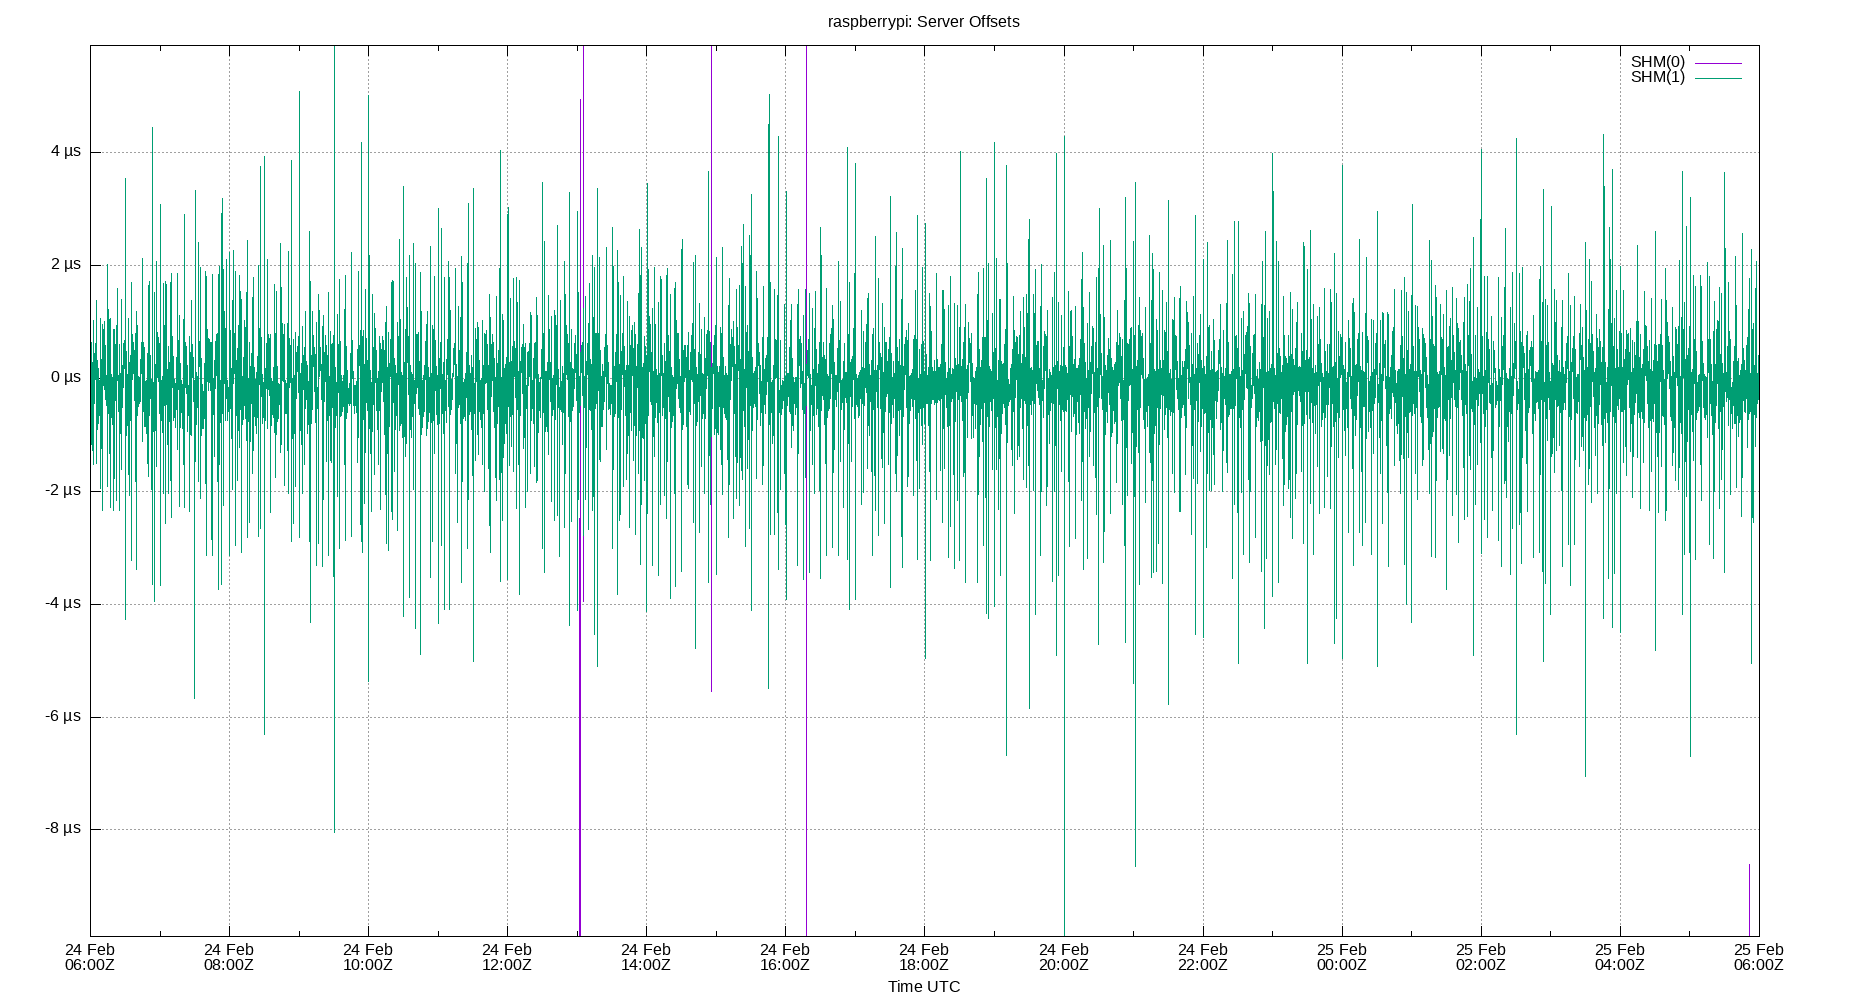 raspberrypi: Server Offsets
SHM(0)
SHM(1)
4 µs
2 µs
0 µs
-2 µs
-4 µs
-6 µs
-8 µs
24 Feb 24 Feb 24 Feb 24 Feb 24 Feb 24 Feb 24 Feb 24 Feb 24 Feb 25 Feb 25 Feb 25 Feb 25 Feb
06:00Z 08:00Z 10:00Z 12:00Z 14:00Z 16:00Z 18:00Z 20:00Z 22:00Z 00:00Z 02:00Z 04:00Z 06:00Z
Time UTC